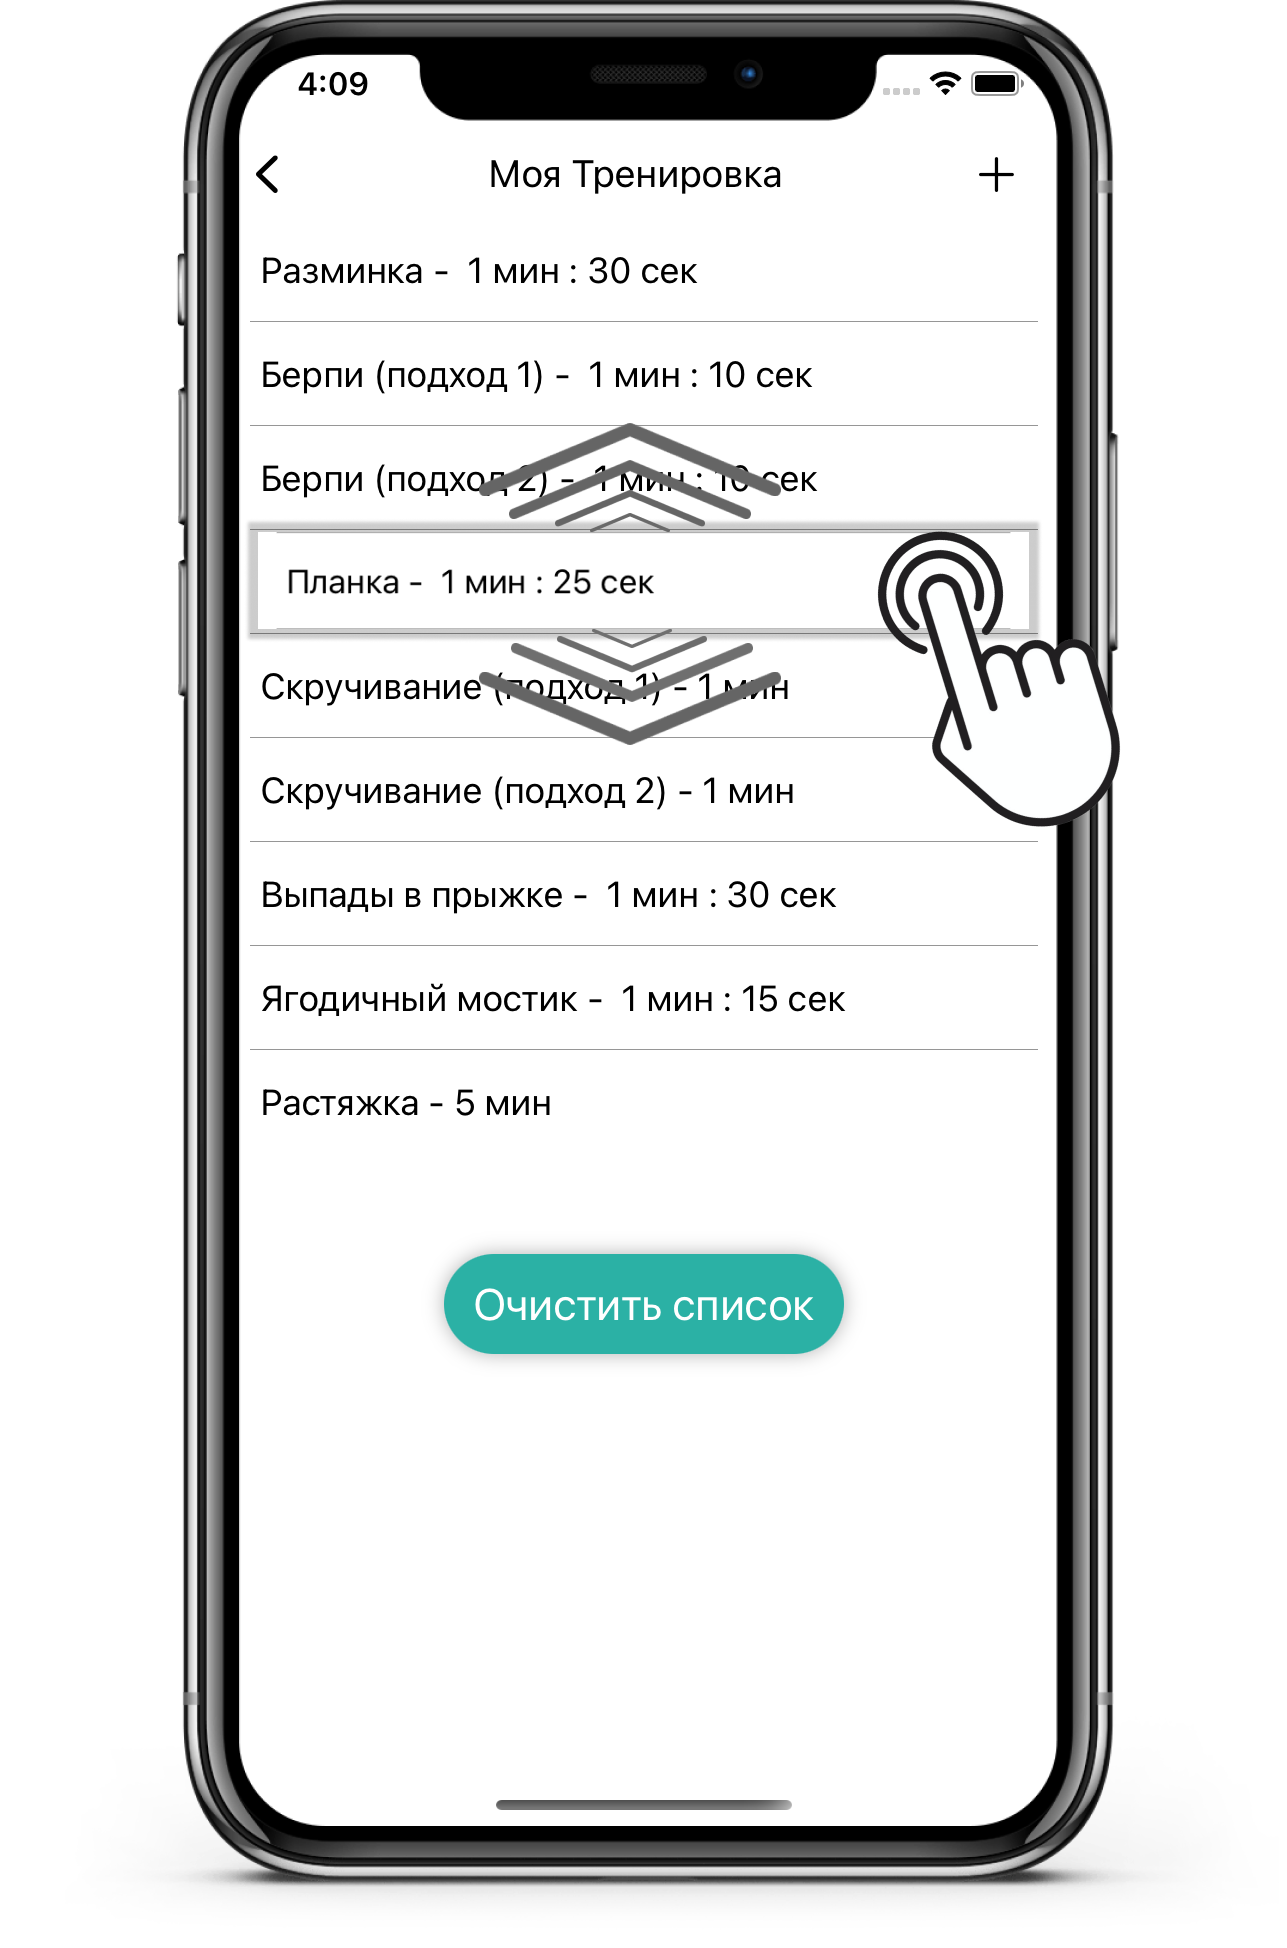 4:09
Моя Тренировка
Разминка -  1 мин : 30 сек
Берпи (подход 1) -  1 мин : 10 сек
Берпи (подход 2) -  1 мин : 10 сек
Планка -  1 мин : 25 сек
Скручивание (подход 1) - 1 мин
Скручивание (подход 2) - 1 мин
Выпады в прыжке -  1 мин : 30 сек
Ягодичный мостик -  1 мин : 15 сек
Растяжка - 5 мин
Очистить список